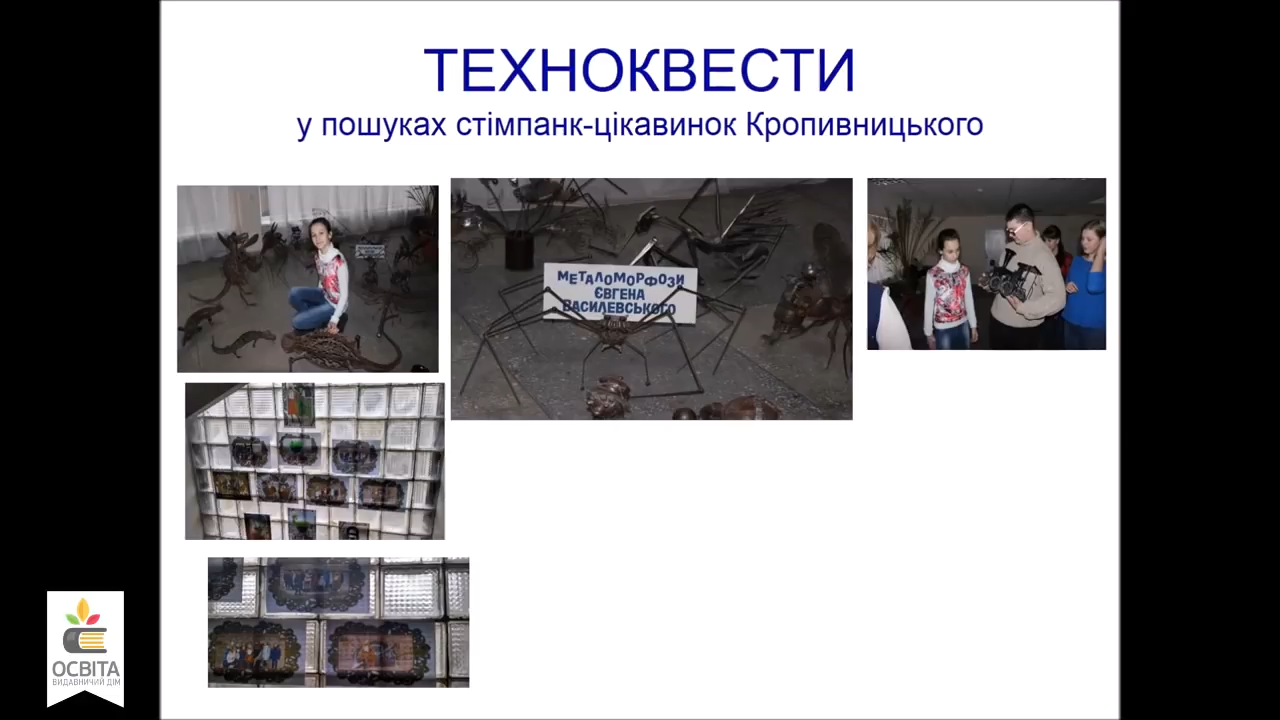 ТЕХНОКВЕСТИ
у пошуках стімпанк-цікавинок Кропивницького
МЕТАЛОМОРФОЗИ
ЄВГЕНА
ВАСИЛЕВСЬКОГО
ОСВІТА
ВИДАВНИЧИЙ ДІМ